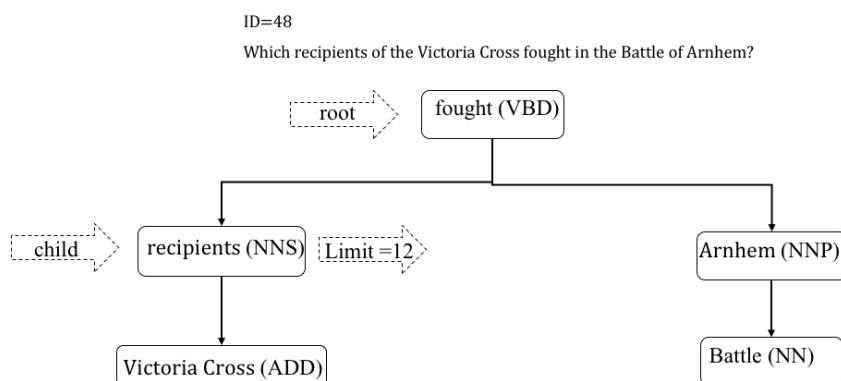 ID=48
Which recipients of the Victoria Cross fought in the Battle of Arnhem?
root
fought (VBD)
child
recipients (NNS)
Limit =12
Arnhem (NNP)
Victoria Cross (ADD)
Battle (NN)